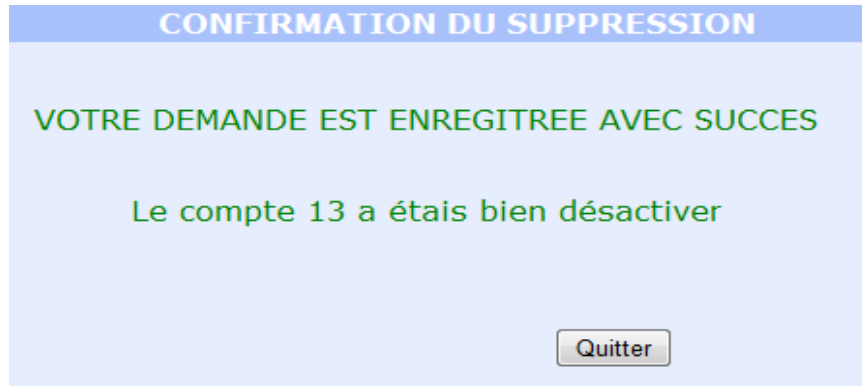 CONFIRMATION DU SUPPRESSION
VOTRE DEMANDE EST ENREGITREE AVEC SUCCES
Le compte 13 a étais bien désactiver
Quitter